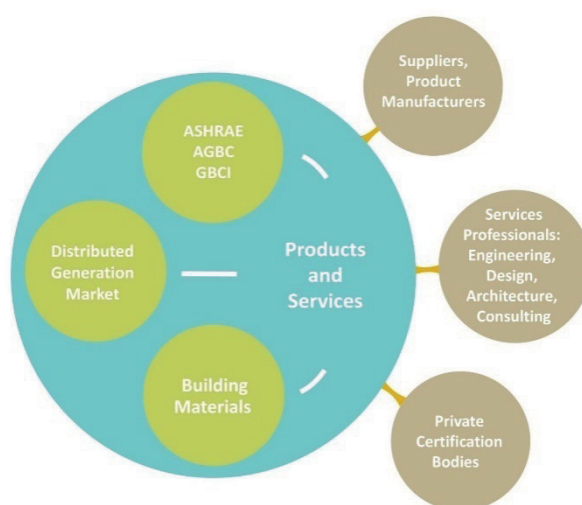 Suppliers,
Product
Manufacturers
ASHRAE
AGBC
GBCI
Distributed
Generation
Market
Products
and
Services
Services
Professionals:
Engineering,
Design,
Architecture,
Consulting
Building
Materials
Private
Certification
Bodies